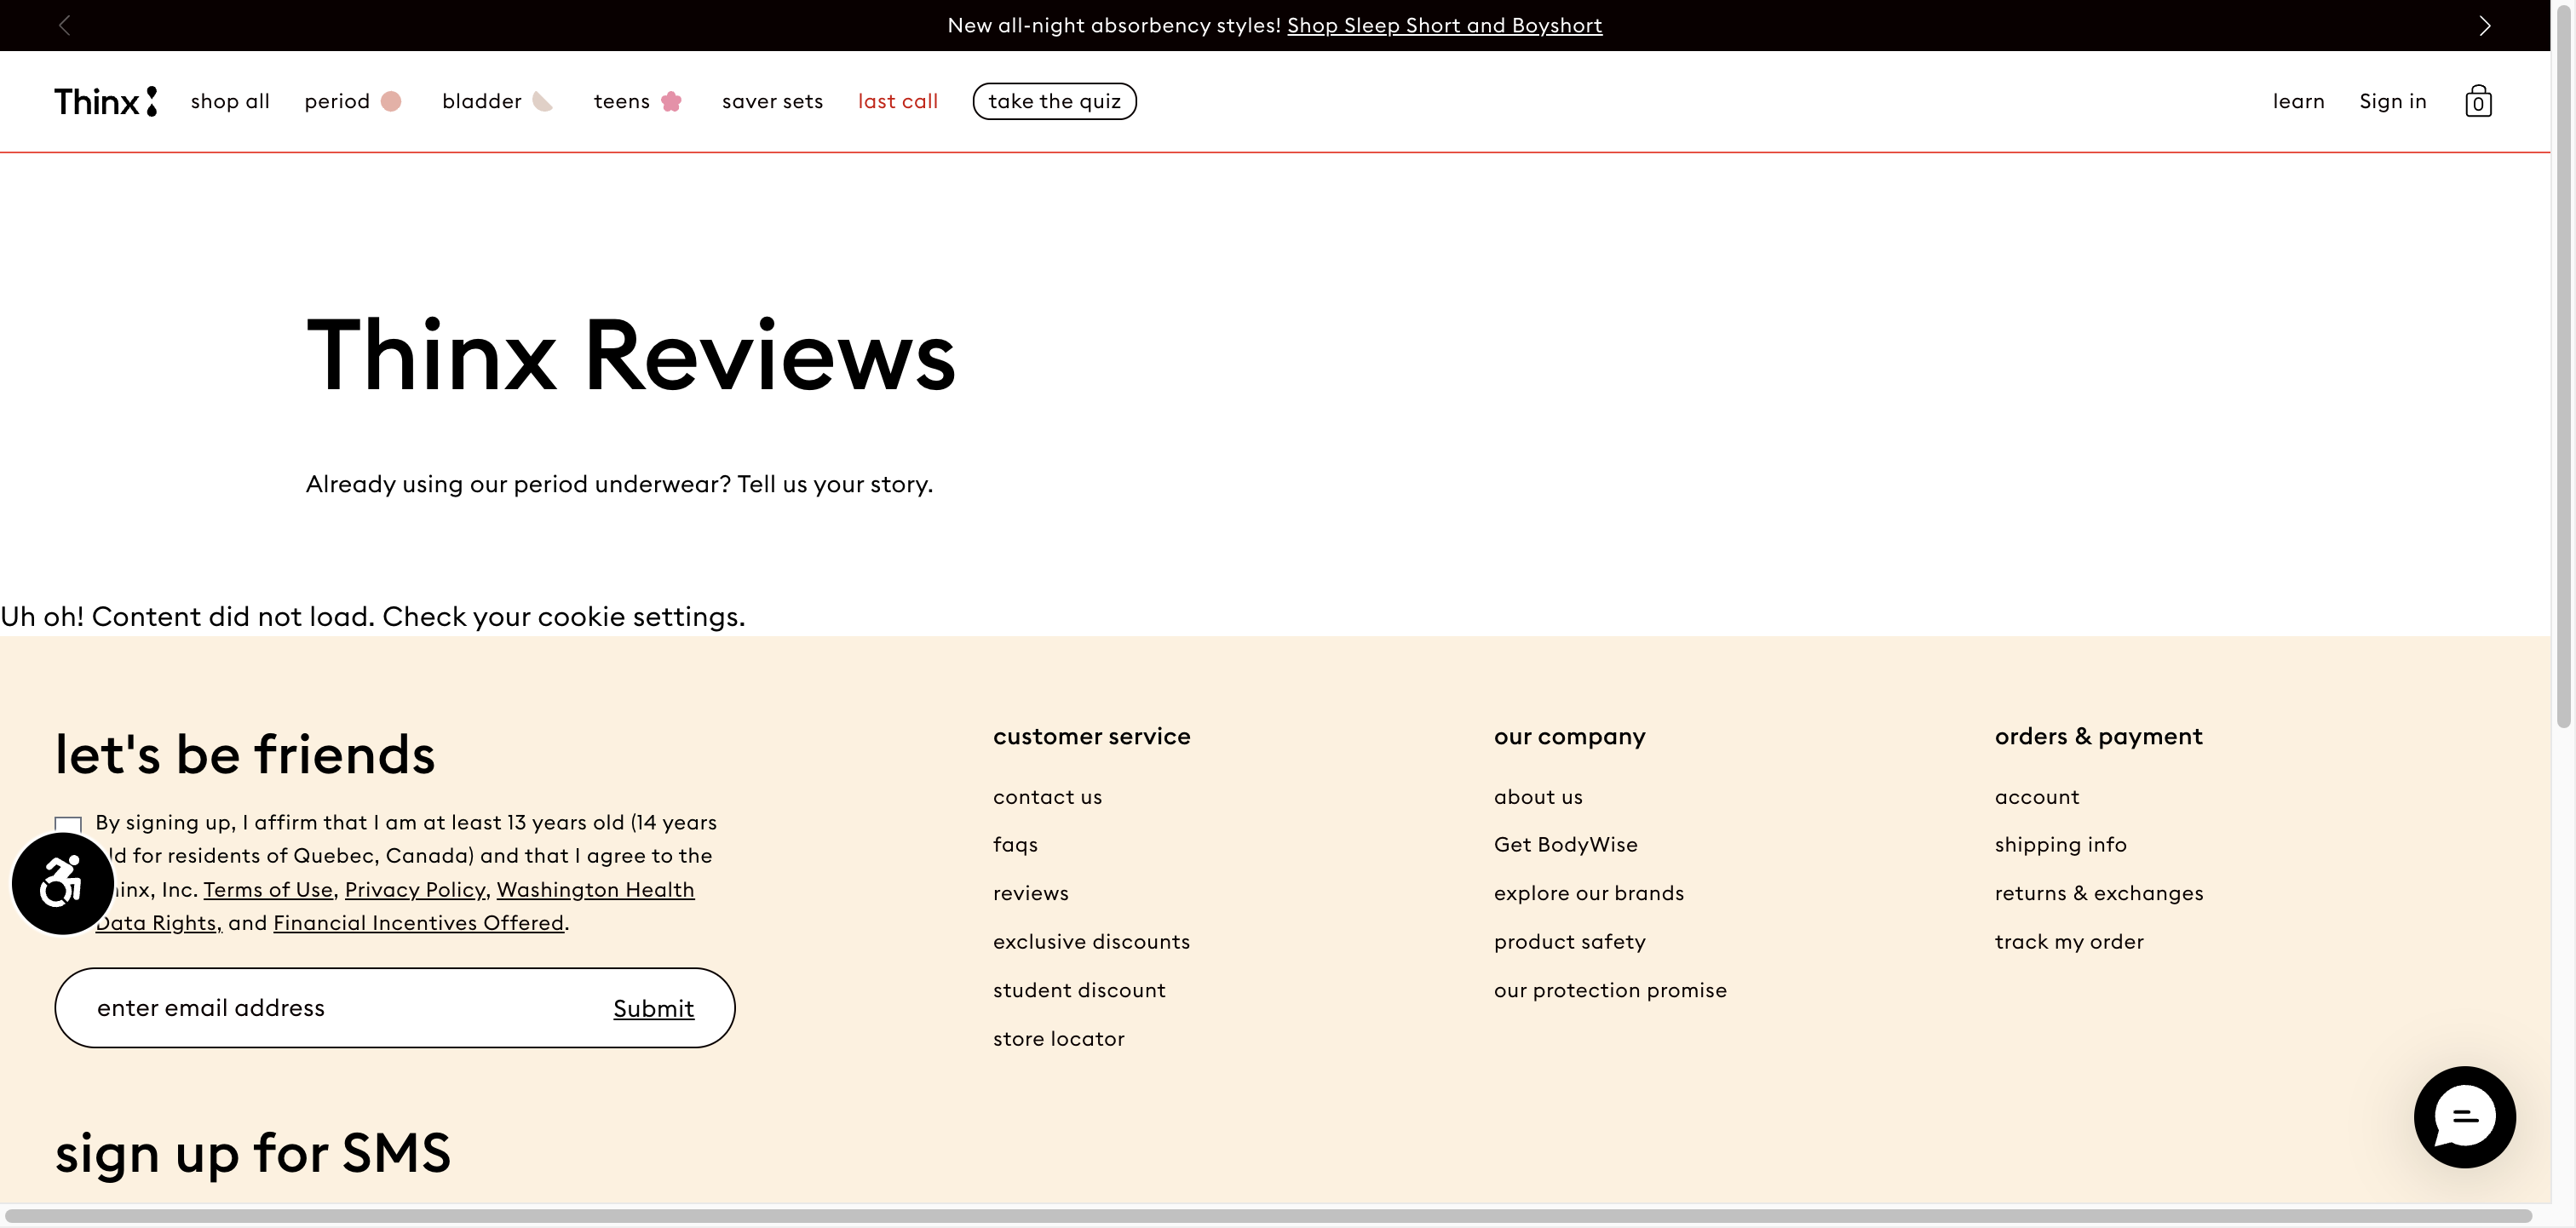 New all-night absorbency styles! Shop Sleep Short and Boyshort
Thinx
shop all
period
bladder
teens
saver sets
last call
take the quiz
learn
Sign in
0
Thinx Reviews
Already using our period underwear? Tell us your story.
Uh oh! Content did not load. Check your cookie settings.
let's be friends
By signing up, I affirm that I am at least 13 years old (14 years
for residents of Quebec, Canada) and that I agree to the
Inc. Terms of Use, Privacy Policy, Washington Health
Data Rights, and Financial Incentives Offered.
enter email address
Submit
sign up for SMS
customer service
contact us
faqs
reviews
exclusive discounts
student discount
store locator
our company
about us
Get BodyWise
explore our brands
product safety
our protection promise
orders & payment
account
shipping info
returns & exchanges
track my order